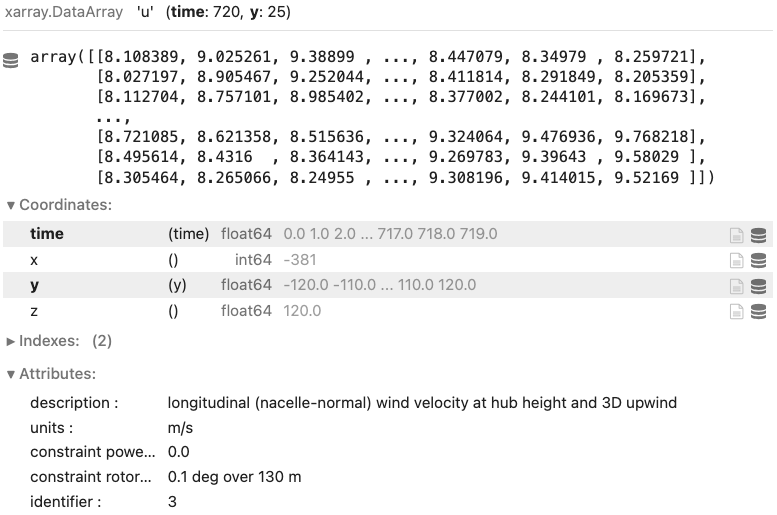 xarray.DataArray 'u' (time: 720, y: 25)
array([[8.108389, 9.025261, 9.38899 , ..., 8.447079, 8.34979 , 8.259721],
[8.027197, 8.905467, 9.252044, ..., 8.411814, 8.291849, 8.205359],
[8.112704, 8.757101, 8.985402, ..., 8.377002, 8.244101, 8.169673],
...,
[8.721085, 8.621358, 8.515636, ..., 9.324064, 9.476936, 9.768218],
[8.495614, 8.4316  , 8.364143, ..., 9.269783, 9.39643 , 9.58029 ],
[8.305464, 8.265066, 8.24955 , ..., 9.308196, 9.414015, 9.52169 ]])
▾ Coordinates:
time (time) float64 0.0 1.0 2.0 ... 717.0 718.0 719.0
x () int64 -381
y (y) float64 -120.0 -110.0 ... 110.0 120.0
z () float64 120.0
▸ Indexes: (2)
▾ Attributes:
description : longitudinal (nacelle-normal) wind velocity at hub height and 3D upwind
units : m/s
constraint powe... 0.0
constraint rotor... 0.1 deg over 130 m
identifier : 3